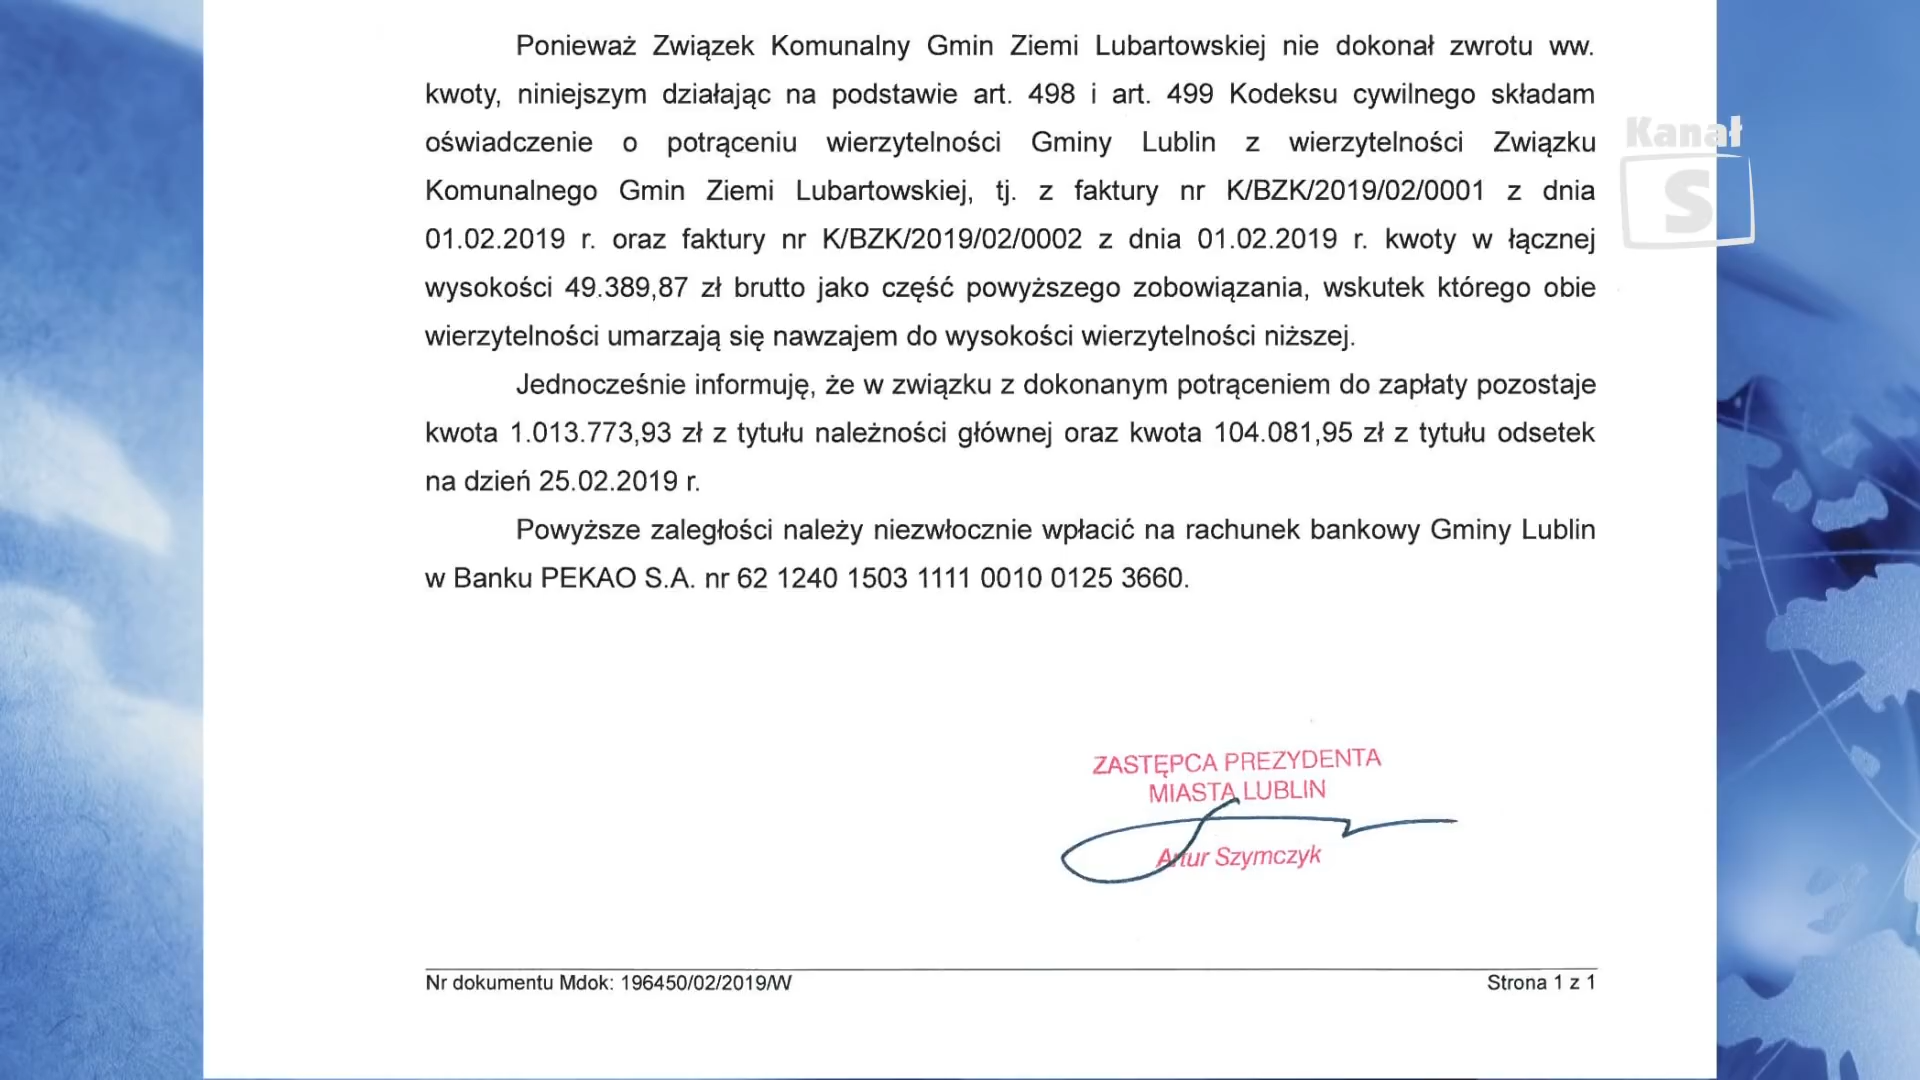 Ponieważ Związek Komunalny Gmin Ziemi Lubartowskiej nie dokonał zwrotu ww.
kwoty, niniejszym działając na podstawie art. 498 i art. 499 Kodeksu cywilnego składam
oświadczenie o potrąceniu wierzytelności Gminy Lublin z wierzytelności Związku
Komunalnego Gmin Ziemi Lubartowskiej, tj. z faktury nr K/BZK/2019/02/0001 z dnia
01.02.2019 r. oraz faktury nr K/BZK/2019/02/0002 z dnia 01.02.2019 r. kwoty w łącznej
wysokości 49.389,87 zł brutto jako część powyższego zobowiązania, wskutek którego obie
wierzytelności umarzają się nawzajem do wysokości wierzytelności niższej.
Jednocześnie informuję, że w związku z dokonanym potrąceniem do zapłaty pozostaje
kwota 1.013.773,93 zł z tytułu należności głównej oraz kwota 104.081,95 zł z tytułu odsetek
na dzień 25.02.2019 r.
Powyższe zaległości należy niezwłocznie wpłacić na rachunek bankowy Gminy Lublin
w Banku PEKAO S.A. nr 62 1240 1503 1111 0010 0125 3660.
ZASTĘPCA PREZYDENTA
MIASTA LUBLIN
Artur Szymczyk
Nr dokumentu Mdok: 196450/02/2019/W
Strona 1 z 1
Kanał
S